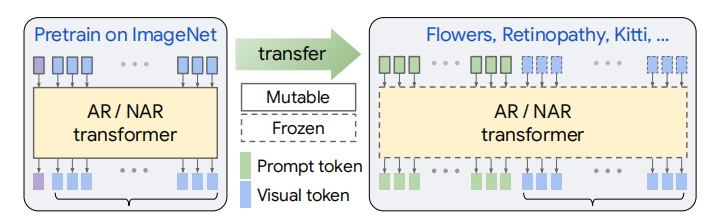 Pretrain on ImageNet
AR / NAR
transformer
transfer
Mutable
Frozen
Prompt token
Visual token
Flowers, Retinopathy, Kitti, ...
AR / NAR
transformer